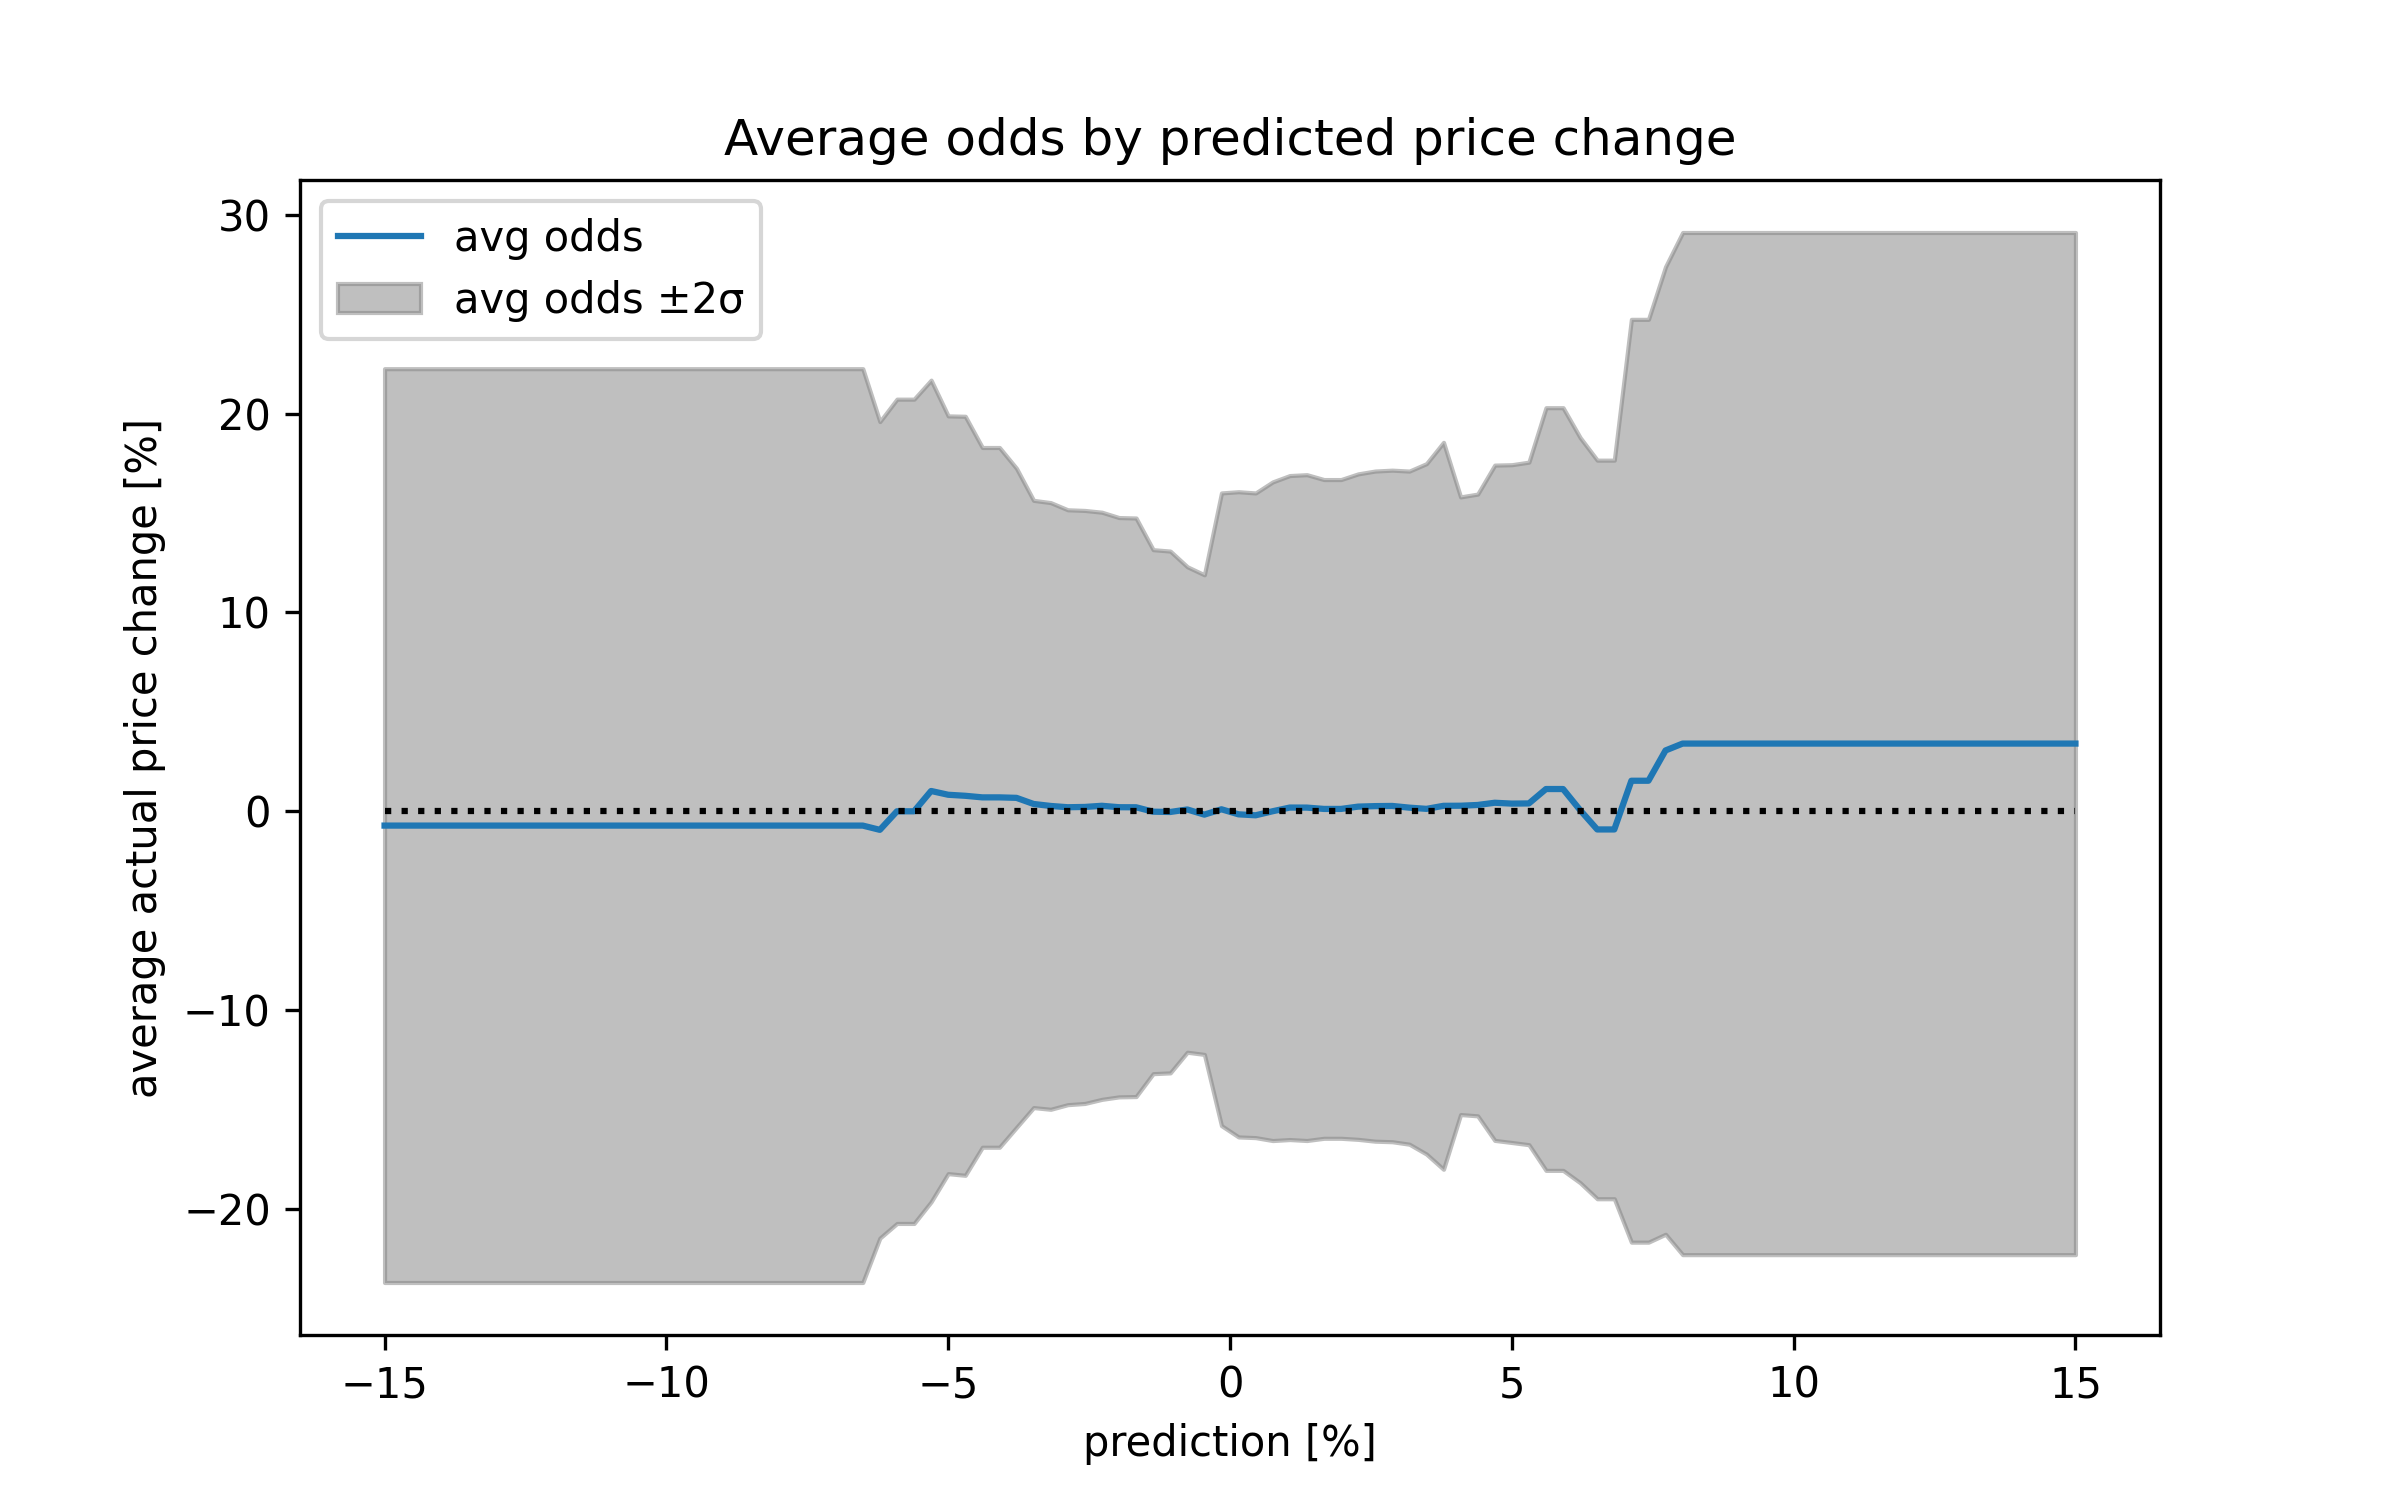 Average odds by predicted price change
avg odds
avg odds ±2σ
30
20
10
0
−10
−20
average actual price change [%]
−15
−10
−5
0
5
10
15
prediction [%]